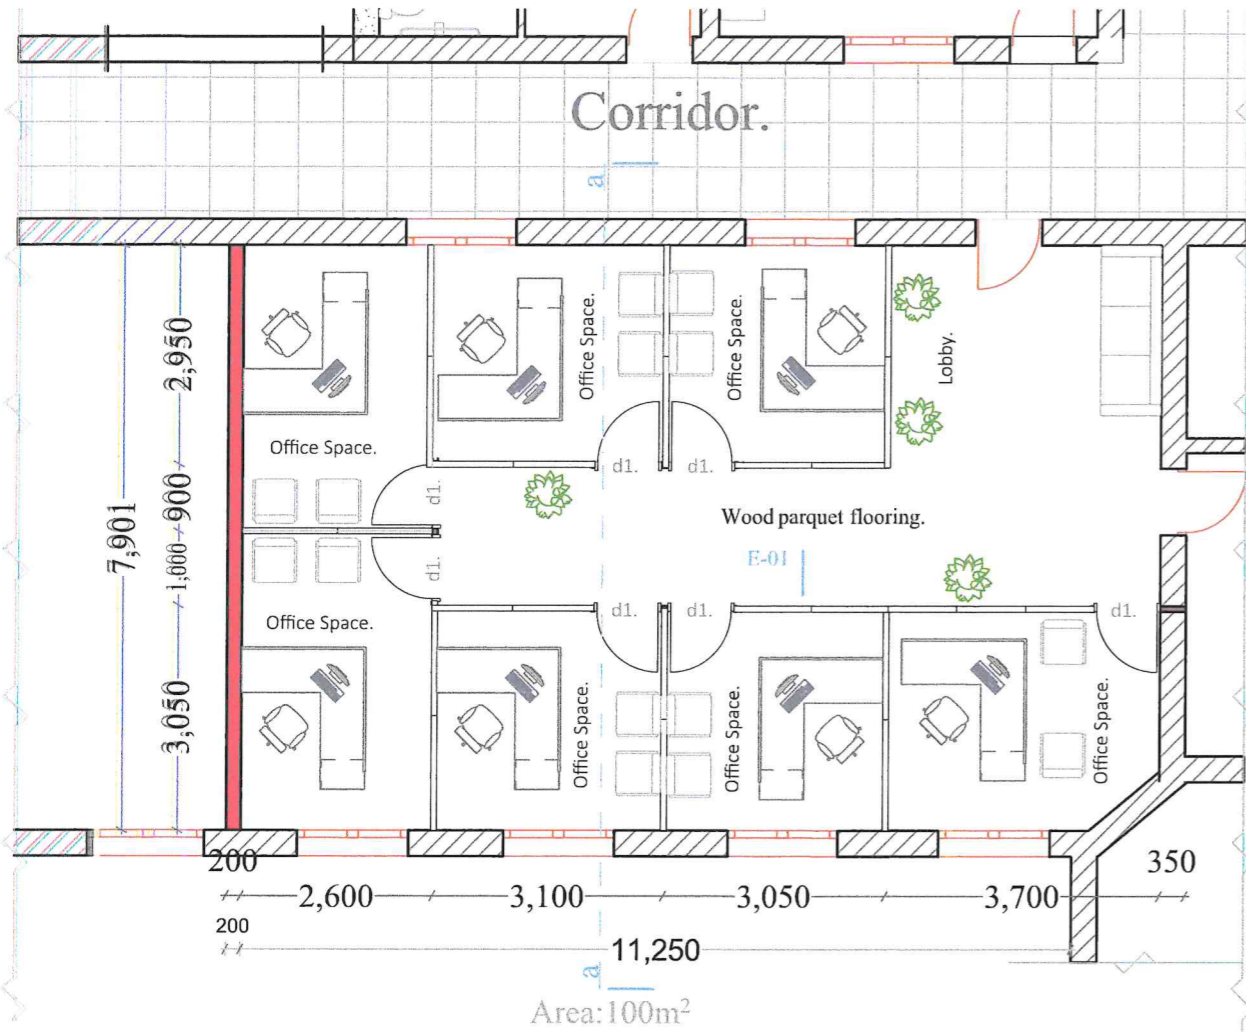 Corridor.
a
Office Space.
Office Space.
Office Space.
Lobby.
2,950
d1.
d1.
d1.
7,901
900
Wood parquet flooring.
1,000
E-01
d1.
Office Space.
d1.
d1.
d1.
3,050
Office Space.
Office Space.
Office Space.
200
350
2,600
3,100
3,050
3,700
200
11,250
a
Area:100m²